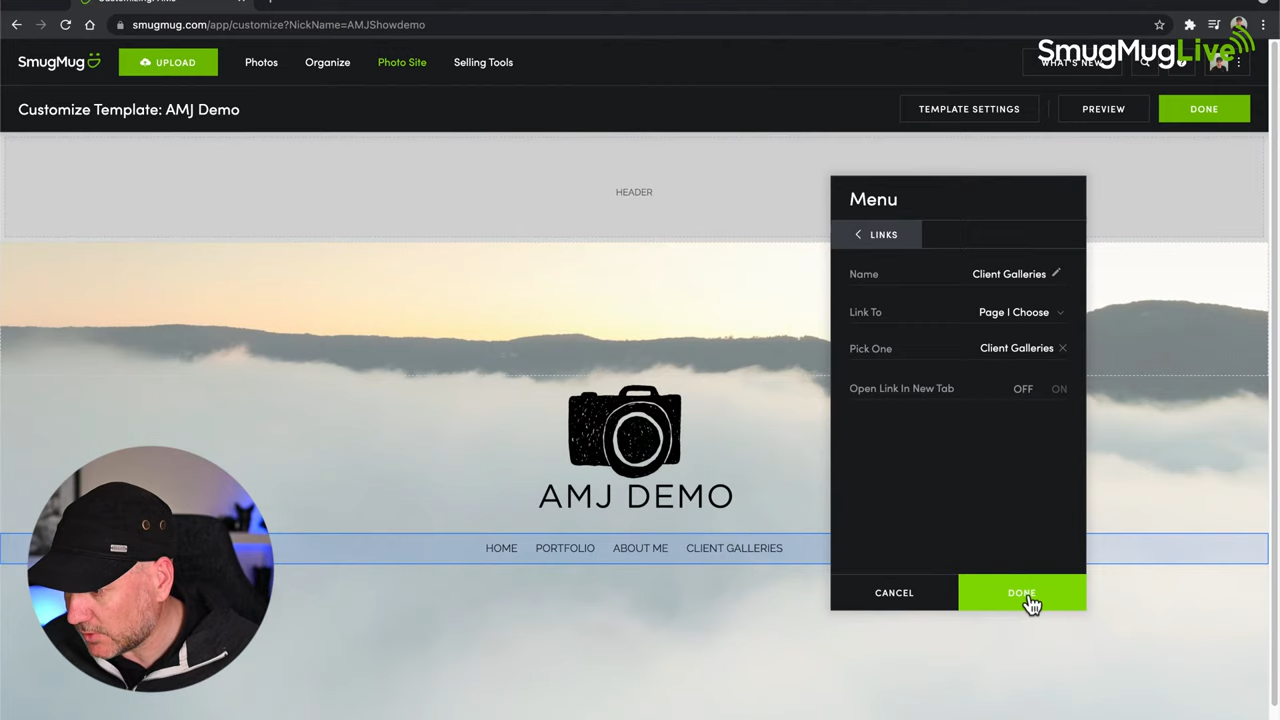 smugmug.com/app/customize?NickName=AMJShowdemo
SmugMug
UPLOAD
Photos
Organize
Photo Site
Selling Tools
WHAT'S NEW
SmugMugLive
Customize Template: AMJ Demo
TEMPLATE SETTINGS
PREVIEW
DONE
HEADER
Menu
LINKS
Name
Client Galleries
Link To
Page I Choose
Pick One
Client Galleries
Open Link In New Tab
OFF
ON
AMJ DEMO
HOME
PORTFOLIO
ABOUT ME
CLIENT GALLERIES
CANCEL
DONE